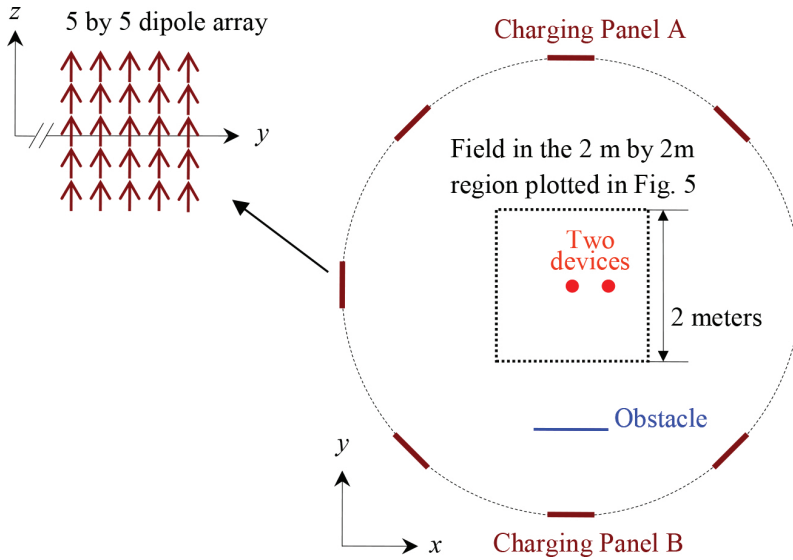 z
5 by 5 dipole array
y
Charging Panel A
Field in the 2 m by 2m
region plotted in Fig. 5
Two
devices
2 meters
Obstacle
y
x
Charging Panel B